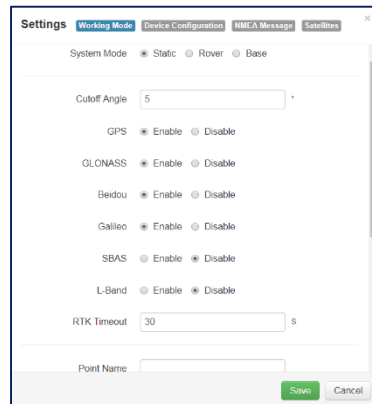 Settings Working Mode Device Configuration NMEA Message Satellites ×
System Mode Static Rover Base
Cutoff Angle 5 °
GPS Enable Disable
GLONASS Enable Disable
Beidou Enable Disable
Galileo Enable Disable
SBAS Enable Disable
L-Band Enable Disable
RTK Timeout 30 s
Point Name
Save Cancel